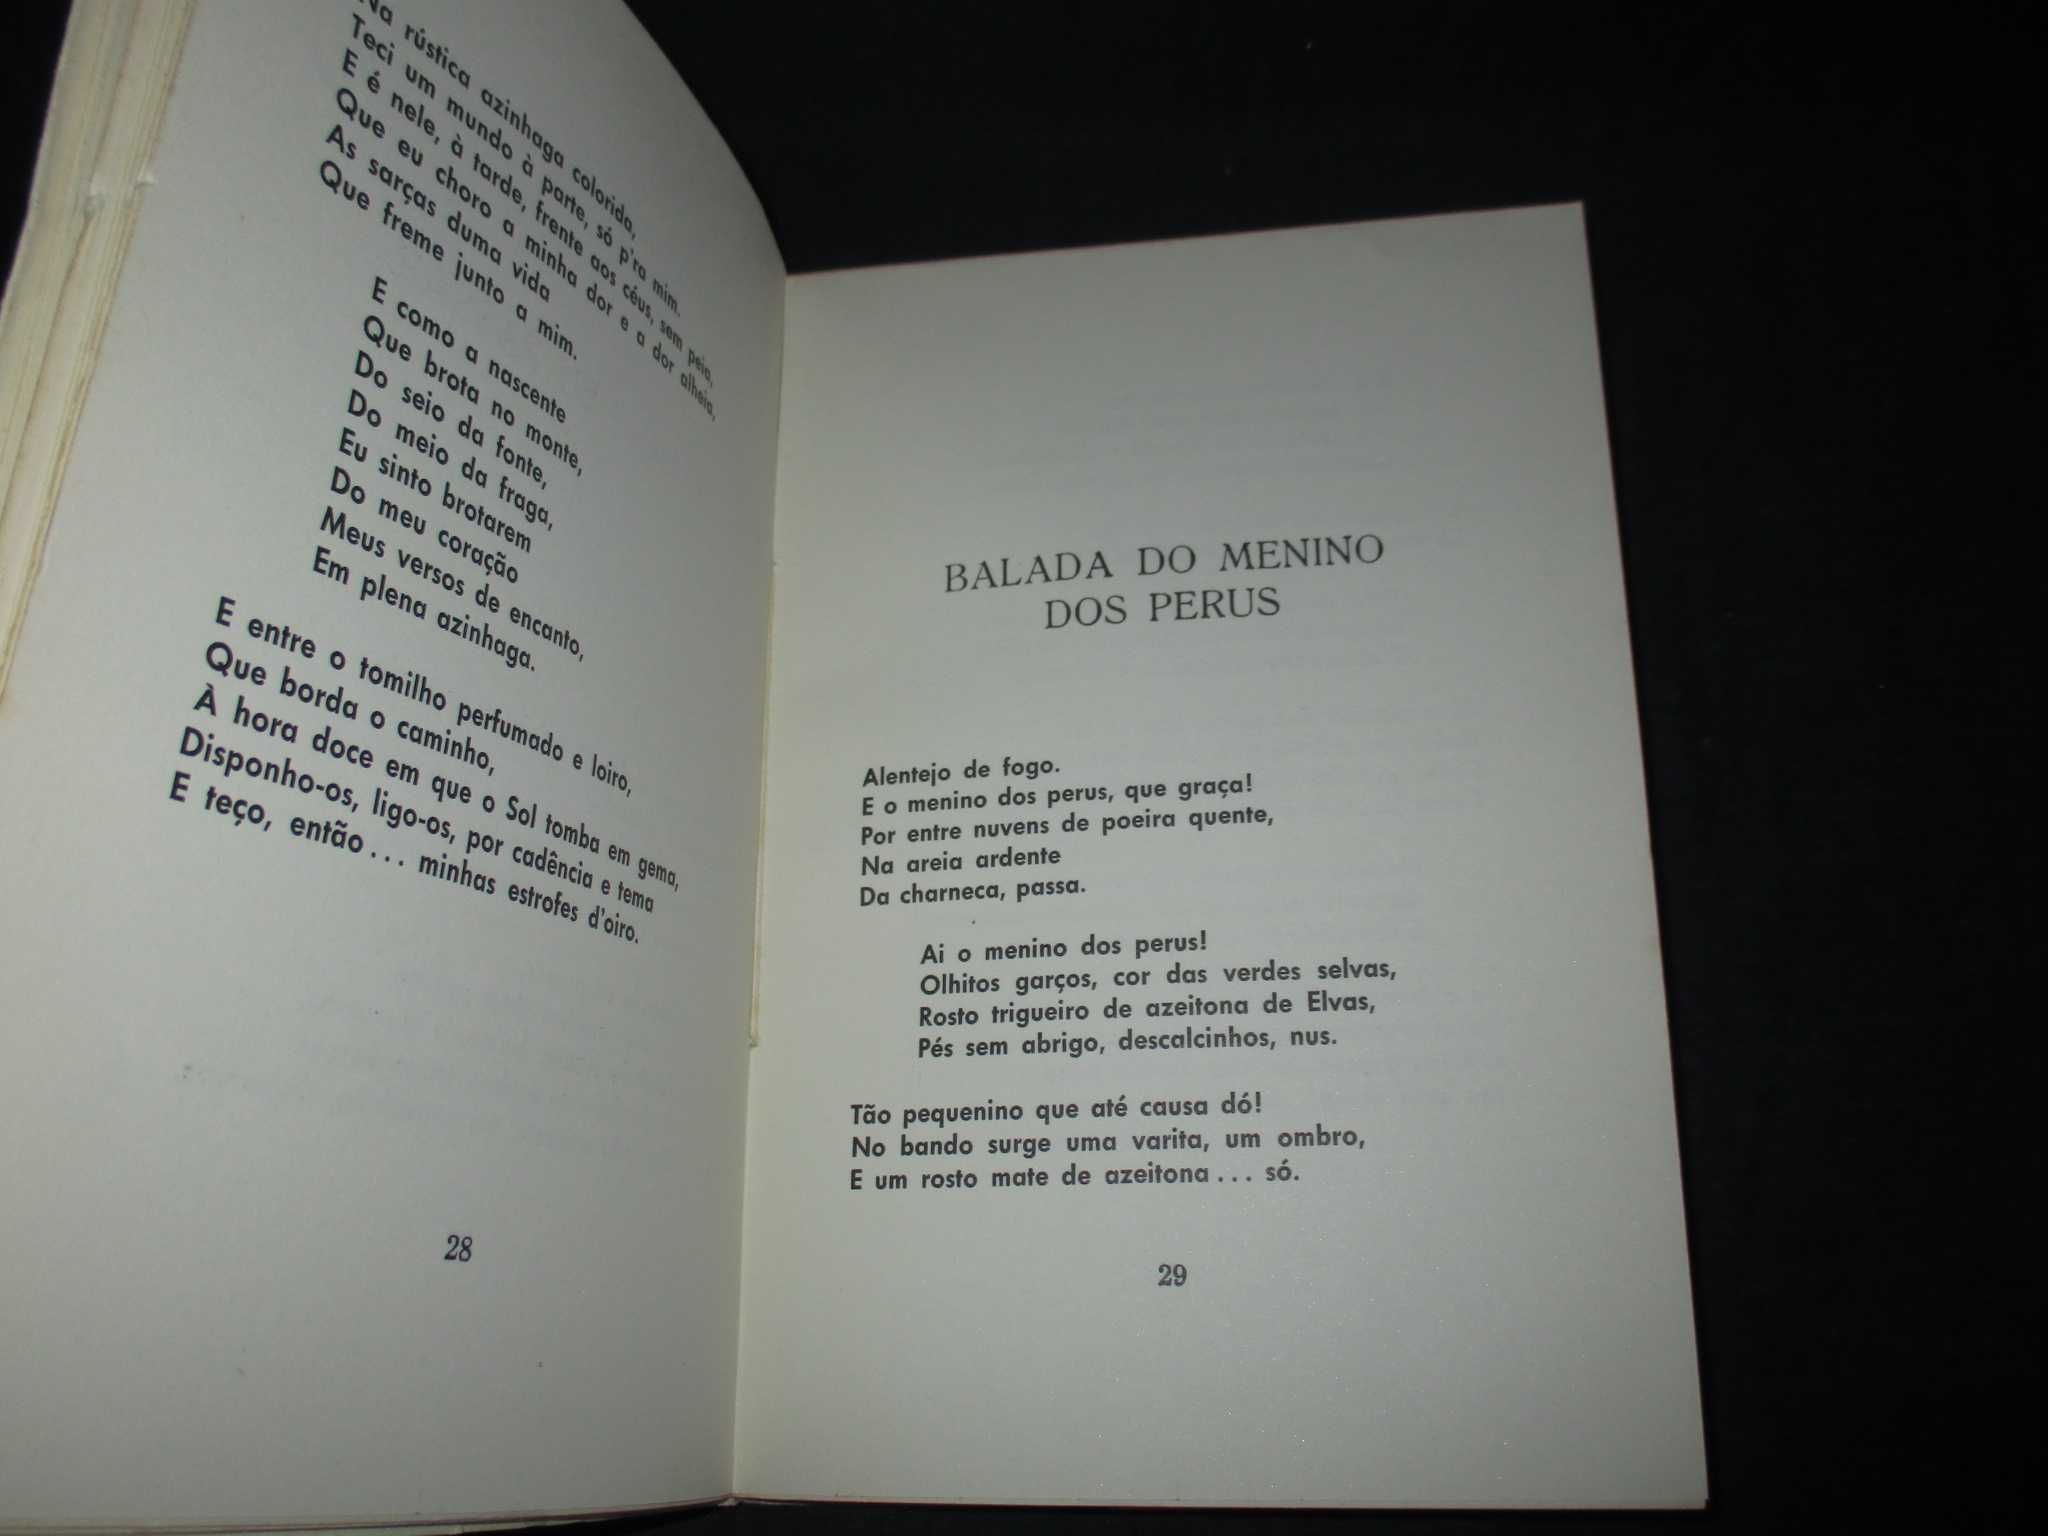 Na rústica azinhaga colorida,
Teci um mundo à parte, só p'ra mim.
E é nele, à tarde, frente aos céus, sem peia,
Que eu choro a minha dor e a dor alheia,
As sarças duma vida
Que freme junto a mim.
E como a nascente
Que brota no monte,
Do seio da fonte,
Do meio da fraga,
Eu sinto brotarem
Do meu coração
Meus versos de encanto,
Em plena azinhaga.
E entre o tomilho perfumado e loiro,
Que borda o caminho,
À hora doce em que o Sol tomba em gema,
Disponho-os, ligo-os, por cadência e tema
E teço, então... minhas estrofes d'oiro.
28
BALADA DO MENINO
DOS PERUS
Alentejo de fogo.
E o menino dos perus, que graça!
Por entre nuvens de poeira quente,
Na areia ardente
Da charneca, passa.
Ai o menino dos perus!
Olhitos garços, cor das verdes selvas,
Rosto trigueiro de azeitona de Elvas,
Pés sem abrigo, descalcinhos, nus.
Tão pequenino que até causa dó!
No bando surge uma varita, um ombro,
E um rosto mate de azeitona... só.
29